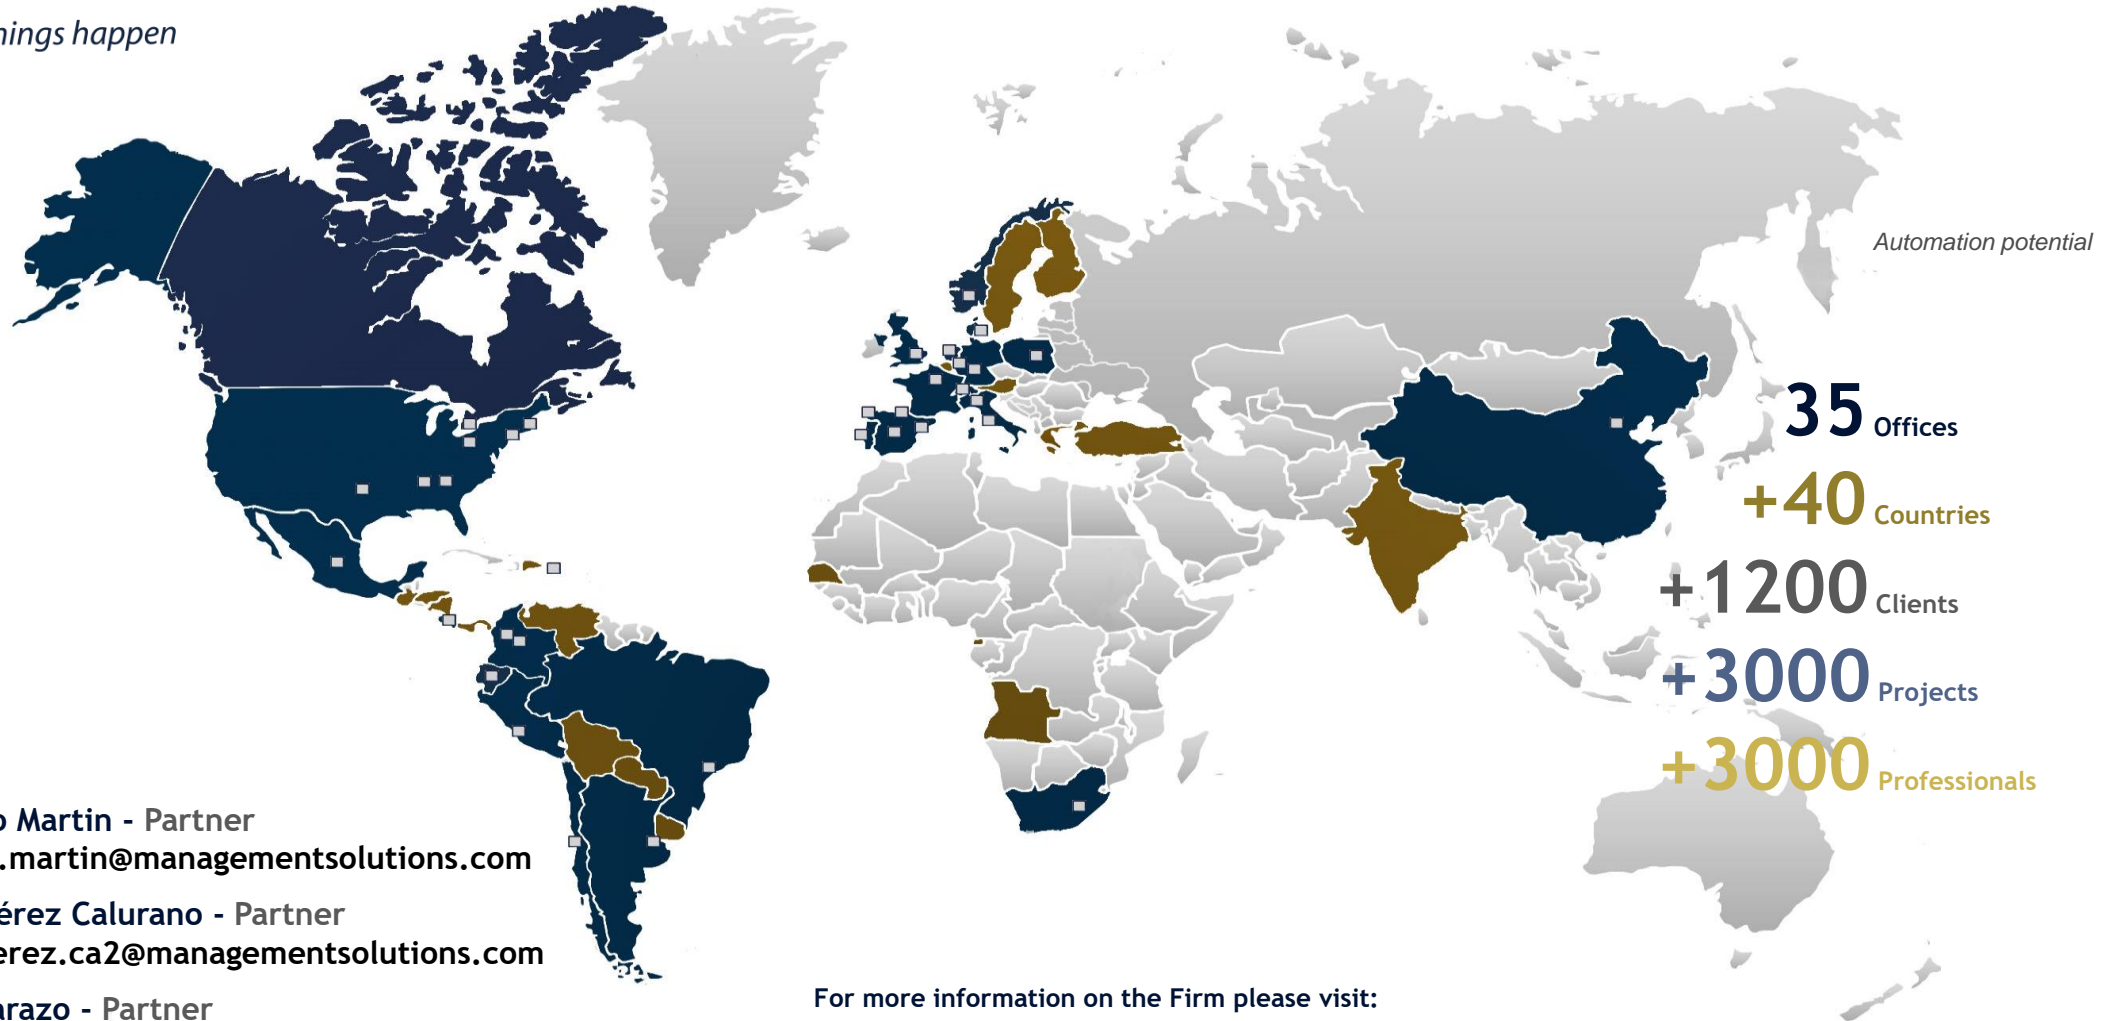 ings happen
Automation potential
35 Offices
+40 Countries
+1200 Clients
+3000 Projects
+3000 Professionals
o Martin - Partner
.martin@managementsolutions.com
érez Calurano - Partner
erez.ca2@managementsolutions.com
arazo - Partner
For more information on the Firm please visit: